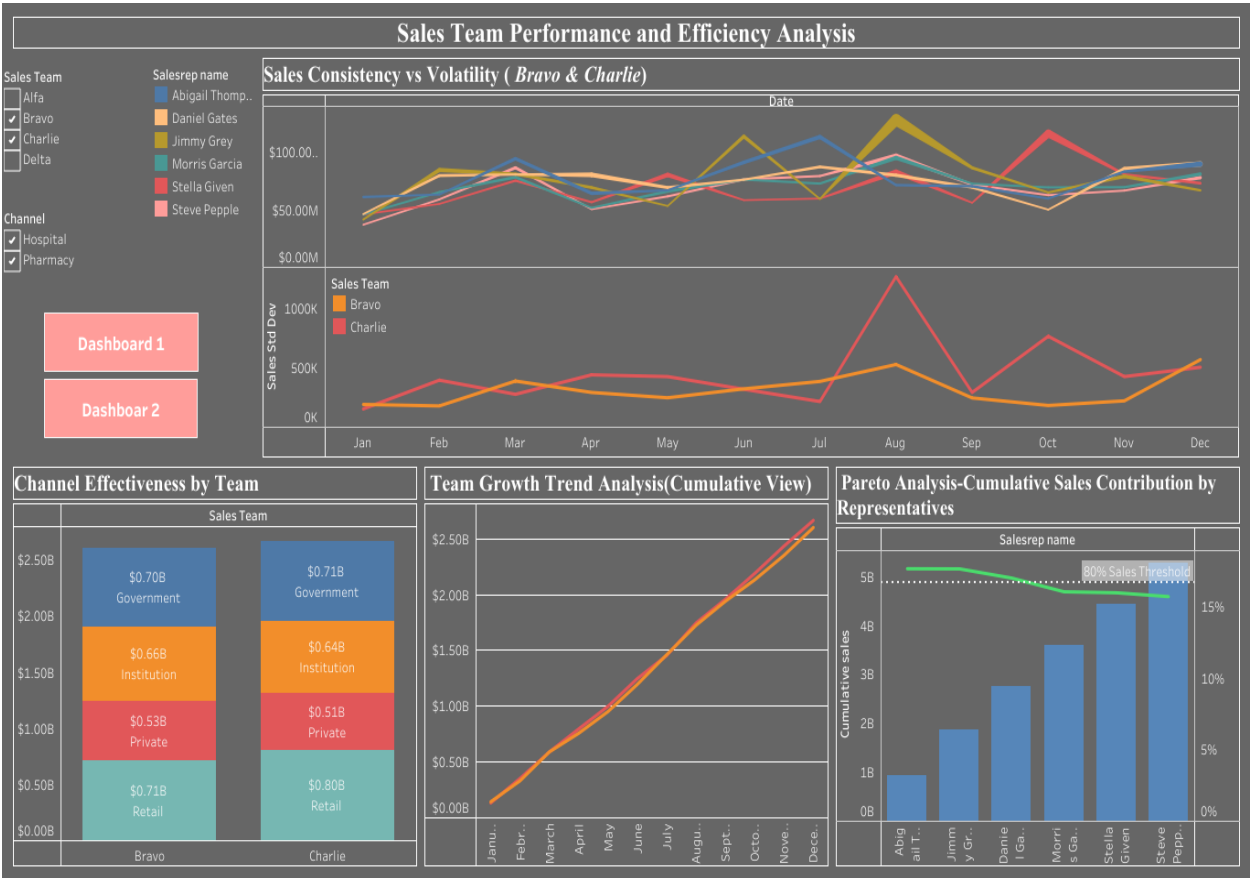 Sales Team Performance and Efficiency Analysis
Sales Team
Alfa
Bravo
Charlie
Delta
Channel
Hospital
Pharmacy
Salesrep name
Abigail Thomp..
Daniel Gates
Jimmy Grey
Morris Garcia
Stella Given
Steve Pepple
Dashboard 1
Dashboar 2
Sales Consistency vs Volatility ( Bravo & Charlie)
Date
$100.00..
$50.00M
$0.00M
Sales Std Dev
1000K
500K
0K
Sales Team
Bravo
Charlie
Jan Feb Mar Apr May Jun Jul Aug Sep Oct Nov Dec
Channel Effectiveness by Team
Sales Team
$2.50B
$2.00B
$1.50B
$1.00B
$0.50B
$0.00B
$0.70B
Government
$0.66B
Institution
$0.53B
Private
$0.71B
Retail
$0.71B
Government
$0.64B
Institution
$0.51B
Private
$0.80B
Retail
Bravo
Charlie
Team Growth Trend Analysis(Cumulative View)
$2.50B
$2.00B
$1.50B
$1.00B
$0.50B
$0.00B
Janu..
Febr..
March
April
May
June
July
Augu..
Sept..
Octo..
Nove..
Dece..
Pareto Analysis-Cumulative Sales Contribution by
Representatives
Salesrep name
Cumulative sales
5B
4B
3B
2B
1B
0B
80% Sales Threshold
15%
10%
5%
0%
Abig
ail T..
Jimm
y Gr..
Danie
l Ga..
Morri
s Ga..
Stella
Given
Steve
Pepp..